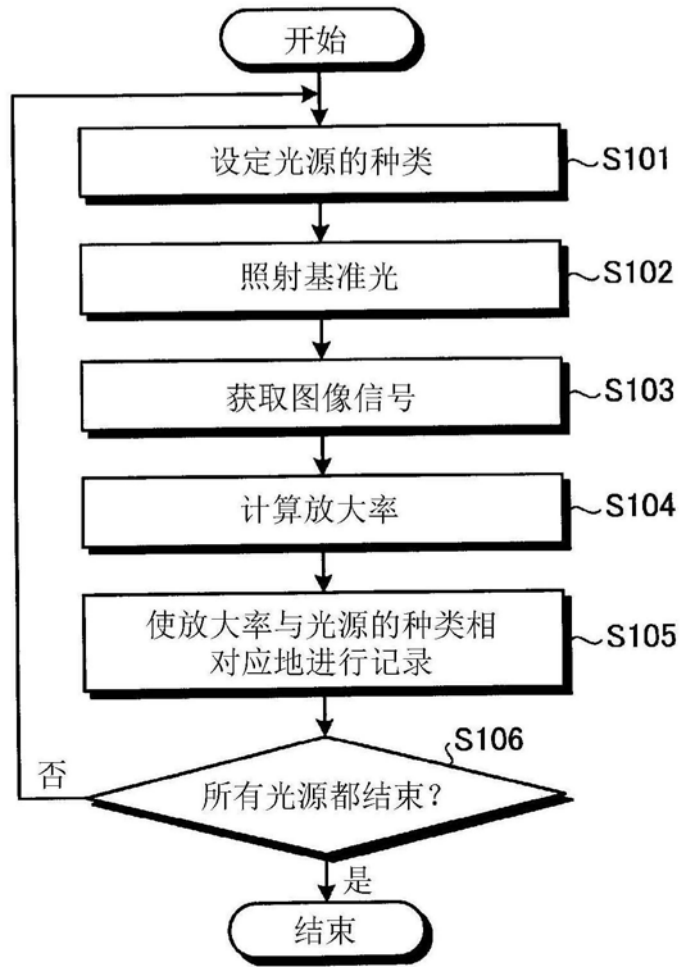 开始
设定光源的种类
S101
照射基准光
S102
获取图像信号
S103
计算放大率
S104
使放大率与光源的种类相
对应地进行记录
S105
S106
否
所有光源都结束？
是
结束